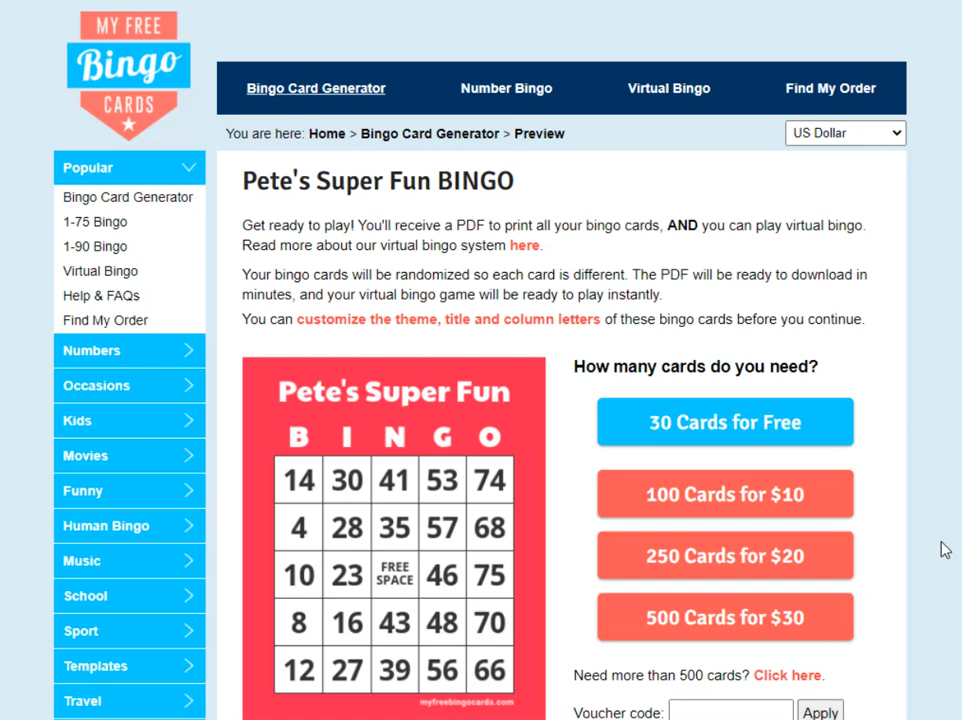 MY FREE
Bingo
CARDS
Bingo Card Generator Number Bingo Virtual Bingo Find My Order
You are here: Home > Bingo Card Generator > Preview
US Dollar
Popular
Bingo Card Generator
1-75 Bingo
1-90 Bingo
Virtual Bingo
Help & FAQs
Find My Order
Numbers
Occasions
Kids
Movies
Funny
Human Bingo
Music
School
Sport
Templates
Travel
Pete's Super Fun BINGO
Get ready to play! You'll receive a PDF to print all your bingo cards, AND you can play virtual bingo.
Read more about our virtual bingo system here.
Your bingo cards will be randomized so each card is different. The PDF will be ready to download in
minutes, and your virtual bingo game will be ready to play instantly.
You can customize the theme, title and column letters of these bingo cards before you continue.
Pete's Super Fun
B I N G O
14 30 41 53 74
4 28 35 57 68
10 23 FREE SPACE 46 75
8 16 43 48 70
12 27 39 56 66
myfreebingocards.com
How many cards do you need?
30 Cards for Free
100 Cards for $10
250 Cards for $20
500 Cards for $30
Need more than 500 cards? Click here.
Voucher code: Apply